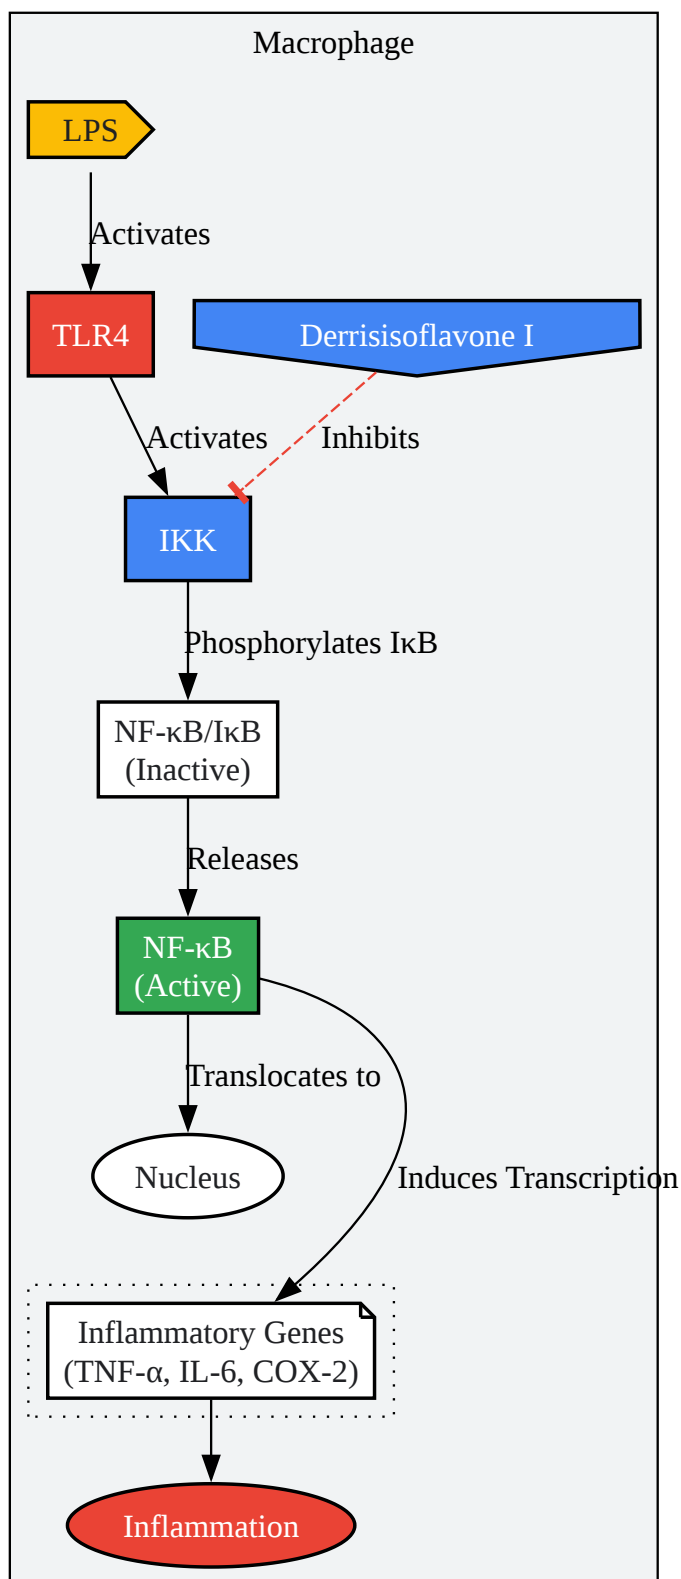 Macrophage
LPS
Activates
TLR4
Derrisisoflavone I
Activates
Inhibits
IKK
Phosphorylates IκB
NF-κB/IκB
(Inactive)
Releases
NF-κB
(Active)
Translocates to
Nucleus
Induces Transcription
Inflammatory Genes
(TNF-α, IL-6, COX-2)
Inflammation